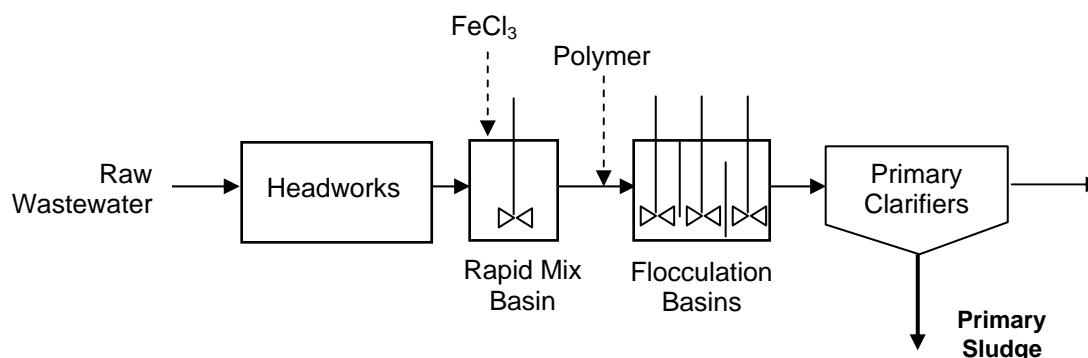 FeCl₃
Polymer
Raw
Wastewater
Headworks
Primary
Clarifiers
Rapid Mix
Basin
Flocculation
Basins
Primary
Sludge